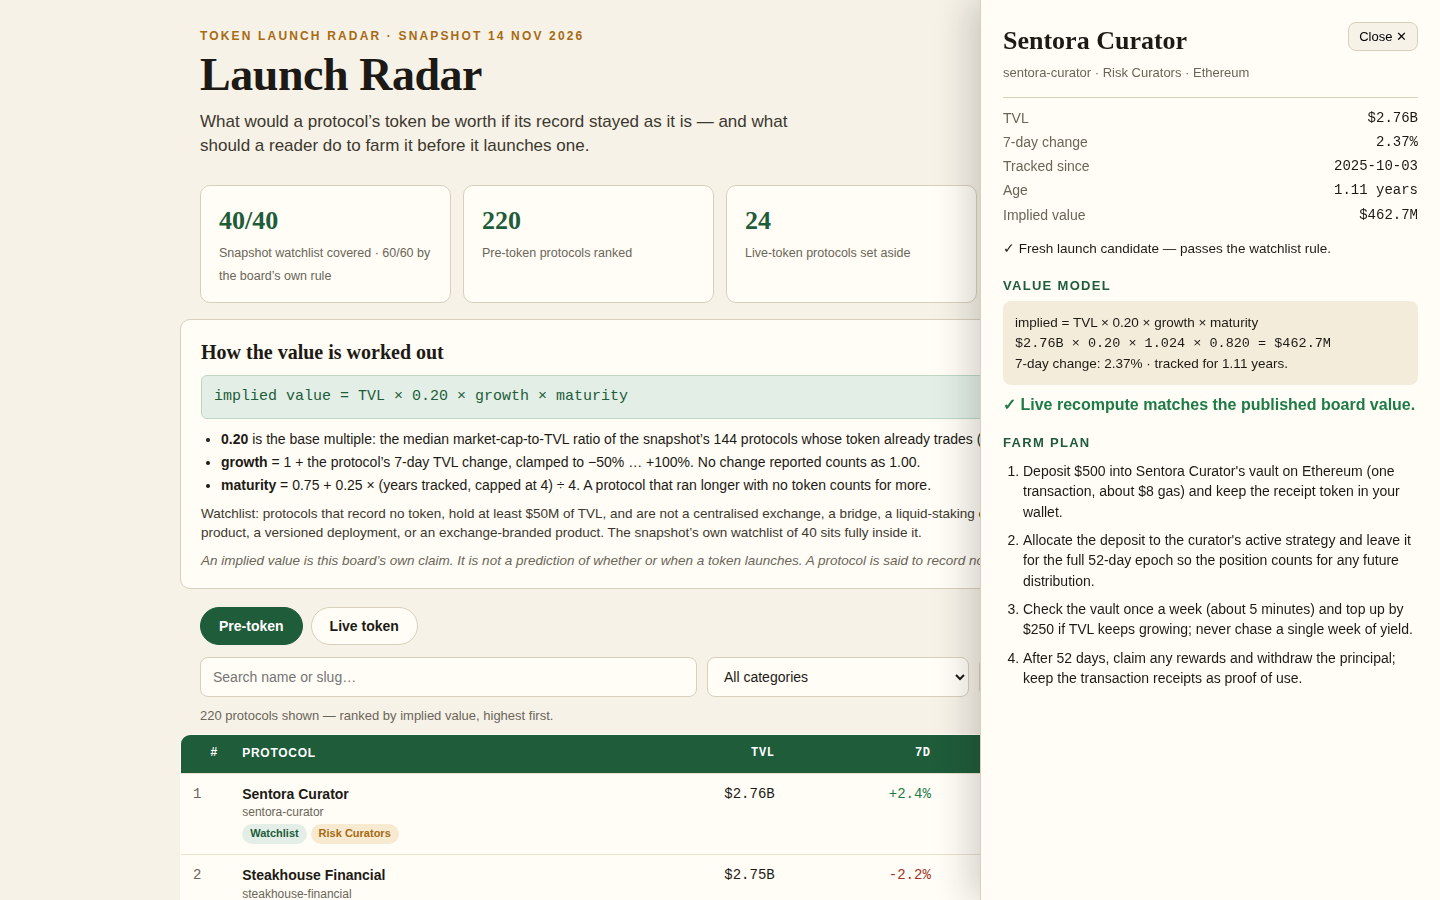 TOKEN LAUNCH RADAR · SNAPSHOT 14 NOV 2026
Launch Radar
What would a protocol’s token be worth if its record stayed as it is — and what
should a reader do to farm it before it launches one.
40/40
Snapshot watchlist covered · 60/60 by
the board’s own rule
220
Pre-token protocols ranked
24
Live-token protocols set aside
How the value is worked out
implied value = TVL × 0.20 × growth × maturity
• 0.20 is the base multiple: the median market-cap-to-TVL ratio of the snapshot’s 144 protocols whose token already trades (
• growth = 1 + the protocol’s 7-day TVL change, clamped to −50% … +100%. No change reported counts as 1.00.
• maturity = 0.75 + 0.25 × (years tracked, capped at 4) ÷ 4. A protocol that ran longer with no token counts for more.
Watchlist: protocols that record no token, hold at least $50M of TVL, and are not a centralised exchange, a bridge, a liquid-staking
product, a versioned deployment, or an exchange-branded product. The snapshot’s own watchlist of 40 sits fully inside it.
An implied value is this board’s own claim. It is not a prediction of whether or when a token launches. A protocol is said to record
Pre-token
Live token
Search name or slug…
All categories
220 protocols shown — ranked by implied value, highest first.
# PROTOCOL TVL 7D
1 Sentora Curator $2.76B +2.4%
sentora-curator
Watchlist Risk Curators
2 Steakhouse Financial $2.75B -2.2%
steakhouse-financial
Sentora Curator
Close ✕
sentora-curator · Risk Curators · Ethereum
TVL $2.76B
7-day change 2.37%
Tracked since 2025-10-03
Age 1.11 years
Implied value $462.7M
✓ Fresh launch candidate — passes the watchlist rule.
VALUE MODEL
implied = TVL × 0.20 × growth × maturity
$2.76B × 0.20 × 1.024 × 0.820 = $462.7M
7-day change: 2.37% · tracked for 1.11 years.
✓ Live recompute matches the published board value.
FARM PLAN
1. Deposit $500 into Sentora Curator's vault on Ethereum (one
transaction, about $8 gas) and keep the receipt token in your
wallet.
2. Allocate the deposit to the curator's active strategy and leave it
for the full 52-day epoch so the position counts for any future
distribution.
3. Check the vault once a week (about 5 minutes) and top up by
$250 if TVL keeps growing; never chase a single week of yield.
4. After 52 days, claim any rewards and withdraw the principal;
keep the transaction receipts as proof of use.